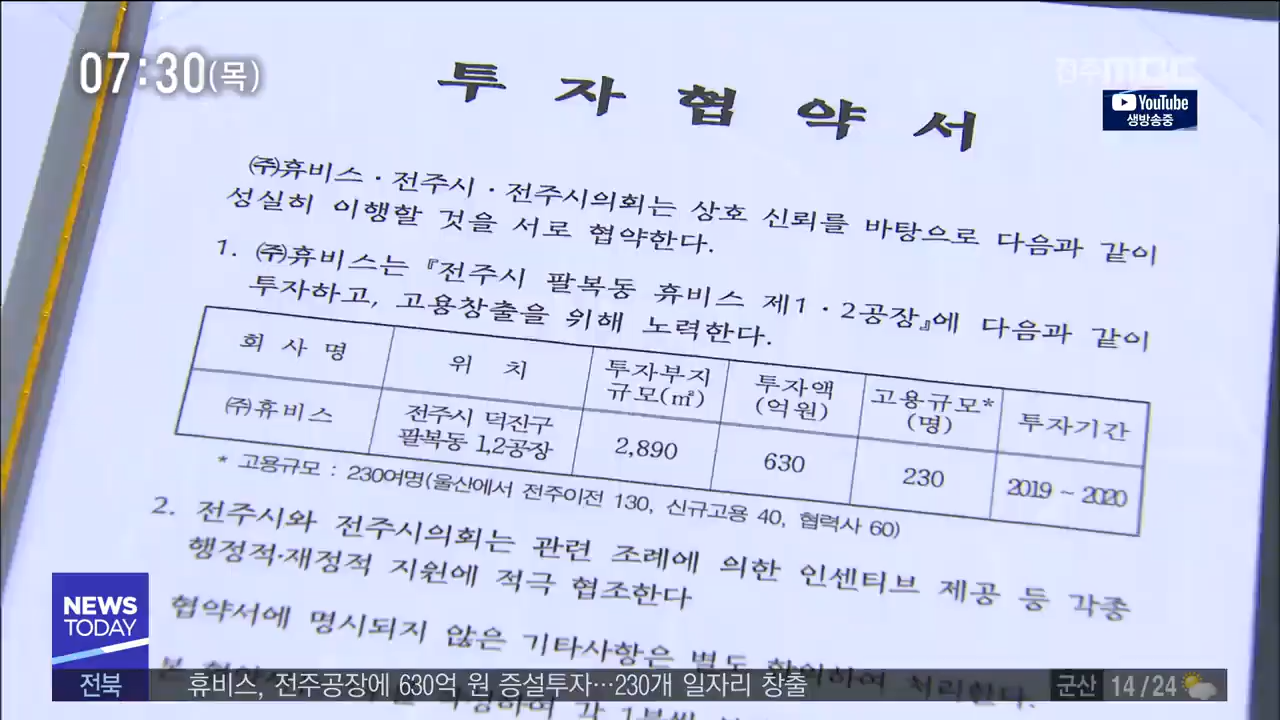 07:30(목)
전주MBC
YouTube
생방송중
투 자 협 약 서
㈜휴비스·전주시·전주시의회는 상호 신뢰를 바탕으로 다음과 같이
성실히 이행할 것을 서로 협약한다.
1. ㈜휴비스는 『전주시 팔복동 휴비스 제1·2공장』에 다음과 같이
투자하고, 고용창출을 위해 노력한다.
회 사 명 위 치 투자부지 규모(㎡) 투자액 (억원) 고용규모* (명) 투자기간
㈜휴비스 전주시 덕진구 팔복동 1,2공장 2,890 630 230 2019 ~ 2020
* 고용규모 : 230여명(울산에서 전주이전 130, 신규고용 40, 협력사 60)
2. 전주시와 전주시의회는 관련 조례에 의한 인센티브 제공 등 각종
행정적·재정적 지원에 적극 협조한다
협약서에 명시되지 않은 기타사항은 별도 협의하여 처리한다.
NEWS
TODAY
전북
휴비스, 전주공장에 630억 원 증설투자…230개 일자리 창출
군산 14/24